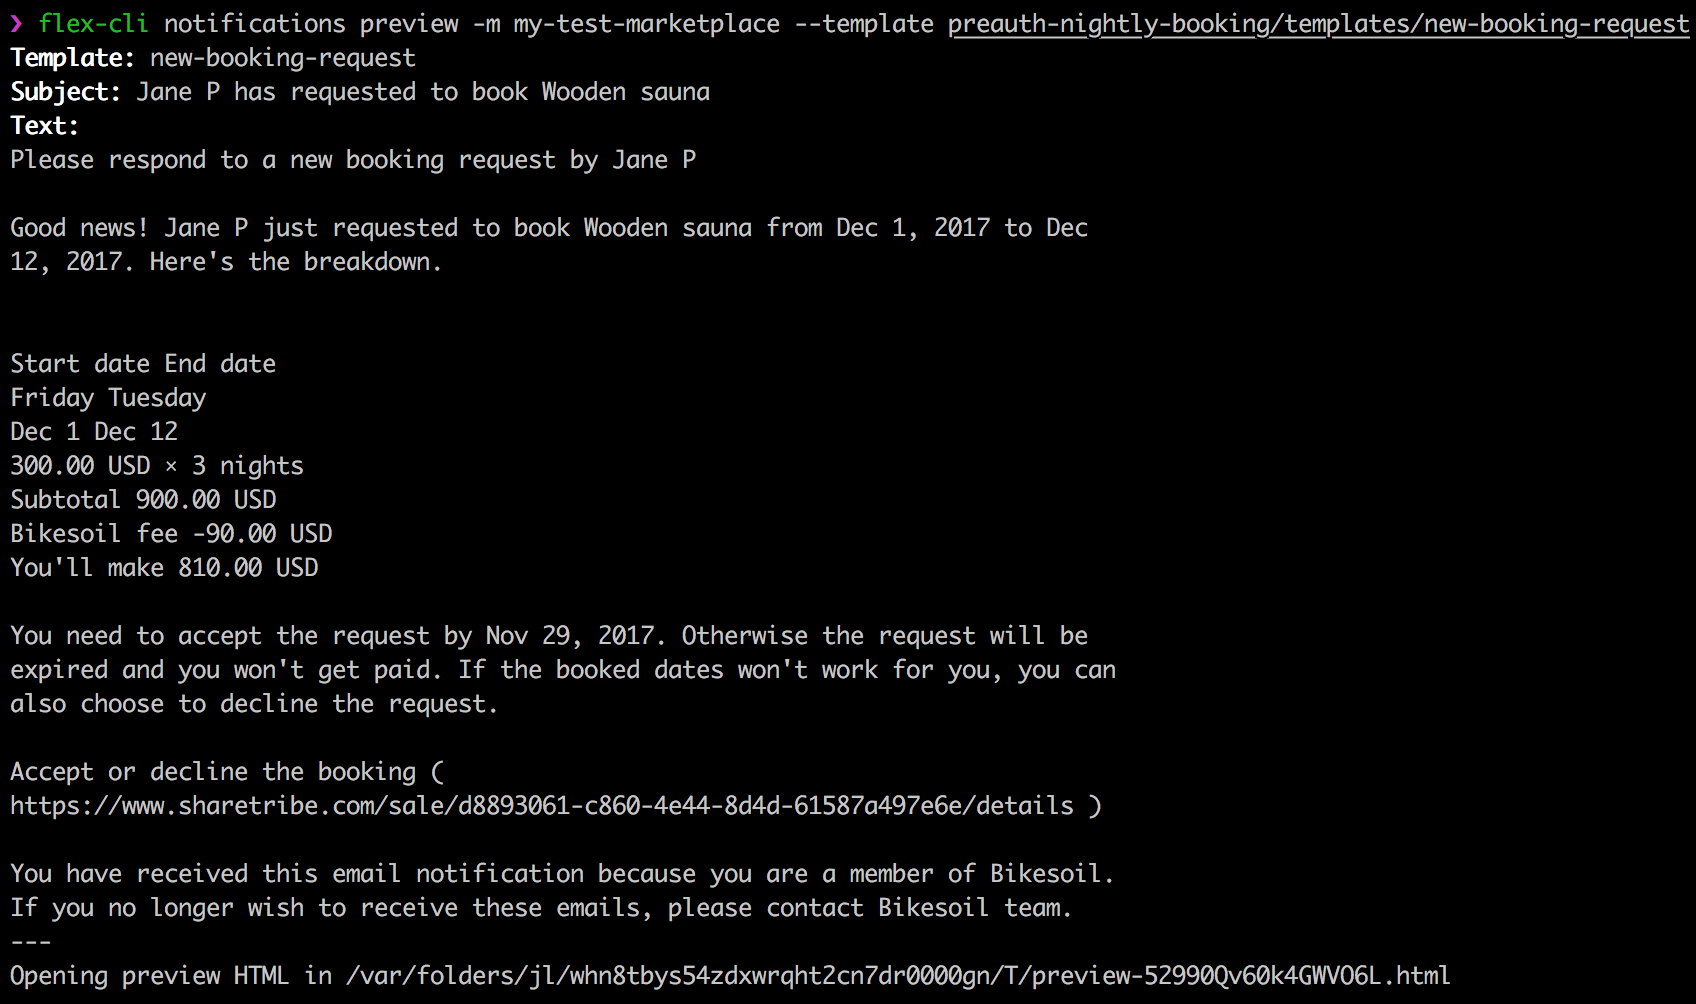 ❯ flex-cli notifications preview -m my-test-marketplace --template preauth-nightly-booking/templates/new-booking-request
Template: new-booking-request
Subject: Jane P has requested to book Wooden sauna
Text:
Please respond to a new booking request by Jane P
Good news! Jane P just requested to book Wooden sauna from Dec 1, 2017 to Dec
12, 2017. Here's the breakdown.
Start date End date
Friday Tuesday
Dec 1 Dec 12
300.00 USD × 3 nights
Subtotal 900.00 USD
Bikesoil fee -90.00 USD
You'll make 810.00 USD
You need to accept the request by Nov 29, 2017. Otherwise the request will be
expired and you won't get paid. If the booked dates won't work for you, you can
also choose to decline the request.
Accept or decline the booking (
https://www.sharetribe.com/sale/d8893061-c860-4e44-8d4d-61587a497e6e/details )
You have received this email notification because you are a member of Bikesoil.
If you no longer wish to receive these emails, please contact Bikesoil team.
---
Opening preview HTML in /var/folders/jl/whn8tbys54zdxwrqht2cn7dr0000gn/T/preview-52990Qv60k4GWVO6L.html